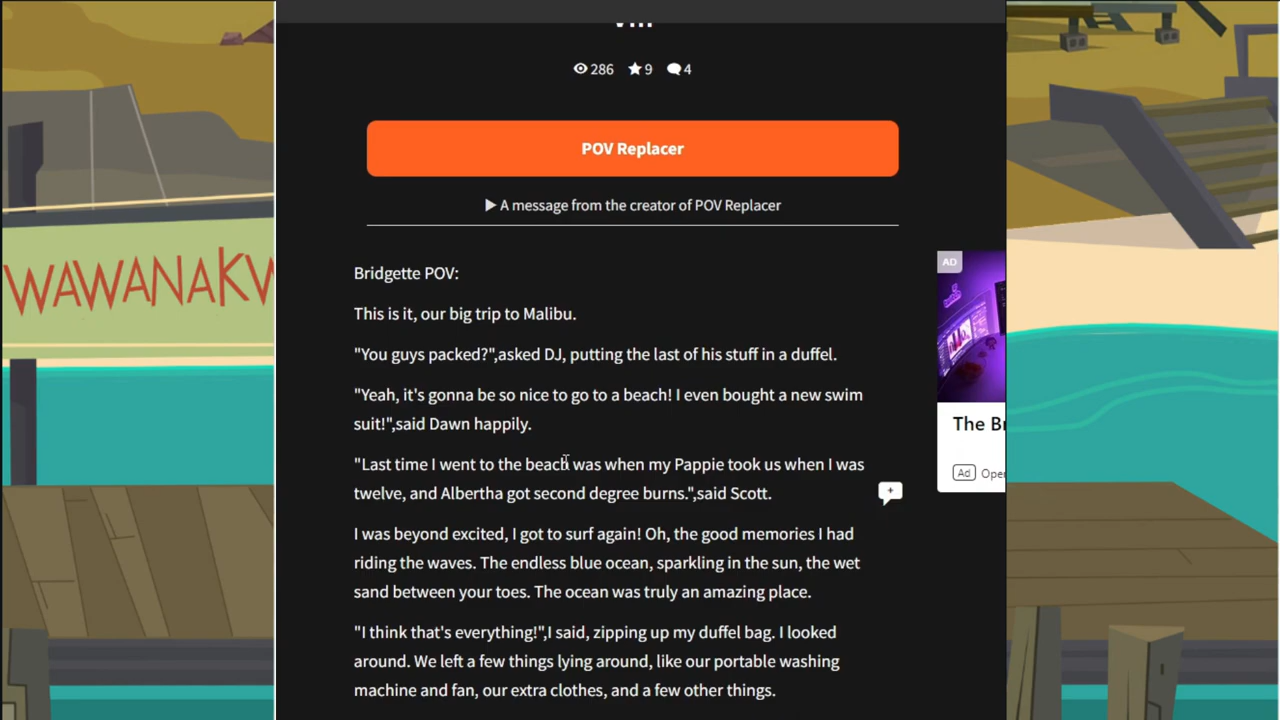 286 9 4
POV Replacer
▶ A message from the creator of POV Replacer
WAWANAKW
Bridgette POV:
This is it, our big trip to Malibu.
"You guys packed?",asked DJ, putting the last of his stuff in a duffel.
"Yeah, it's gonna be so nice to go to a beach! I even bought a new swim
suit!",said Dawn happily.
"Last time I went to the beach was when my Pappie took us when I was
twelve, and Albertha got second degree burns.",said Scott.
I was beyond excited, I got to surf again! Oh, the good memories I had
riding the waves. The endless blue ocean, sparkling in the sun, the wet
sand between your toes. The ocean was truly an amazing place.
"I think that's everything!",I said, zipping up my duffel bag. I looked
around. We left a few things lying around, like our portable washing
machine and fan, our extra clothes, and a few other things.
AD
The Br
Ad Open